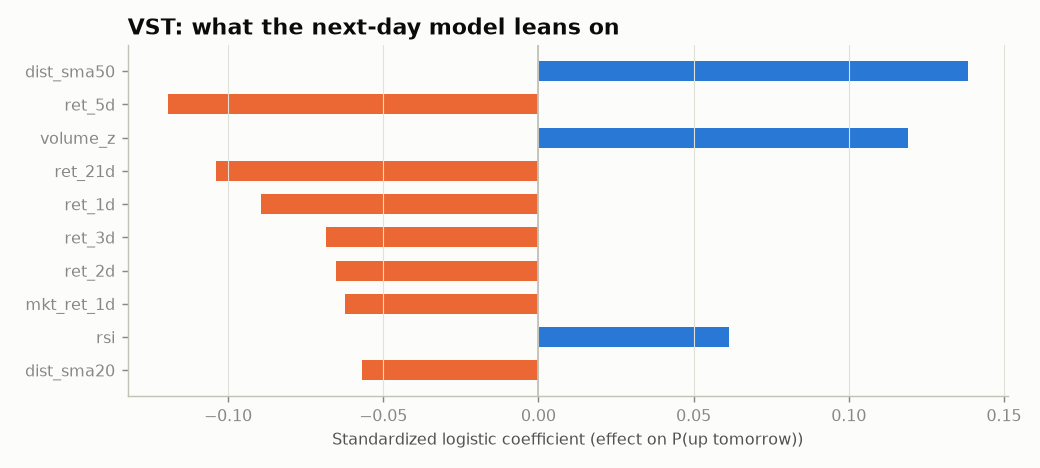 VST: what the next-day model leans on
dist_sma50
ret_5d
volume_z
ret_21d
ret_1d
ret_3d
ret_2d
mkt_ret_1d
rsi
dist_sma20
−0.10 −0.05 0.00 0.05 0.10 0.15
Standardized logistic coefficient (effect on P(up tomorrow))